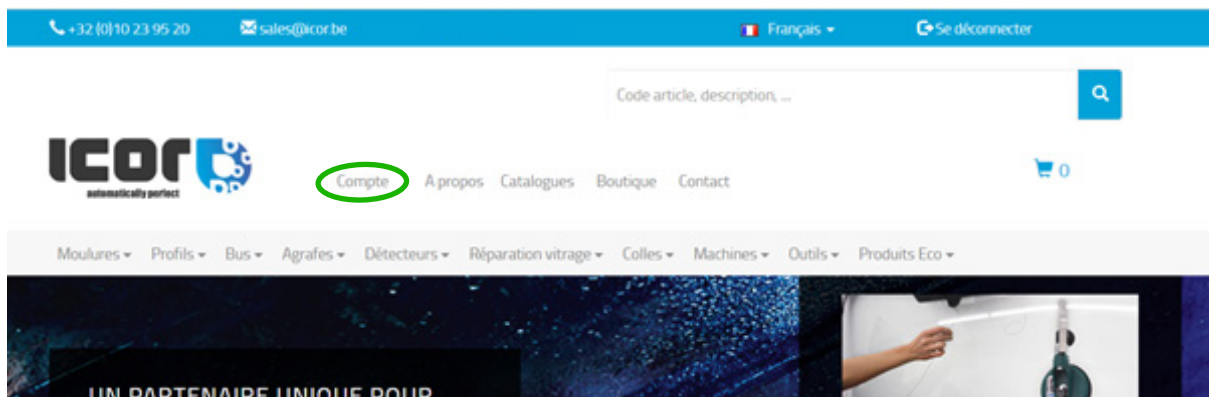 +32 (0)10 23 95 20 sales@icor.be Français Se déconnecter
Code article, description, ...
icor
automatically perfect
Compte A propos Catalogues Boutique Contact
0
Moulures Profils Bus Agrafes Détecteurs Réparation vitrage Colles Machines Outils Produits Eco
UN PARTENAIRE UNIQUE POUR